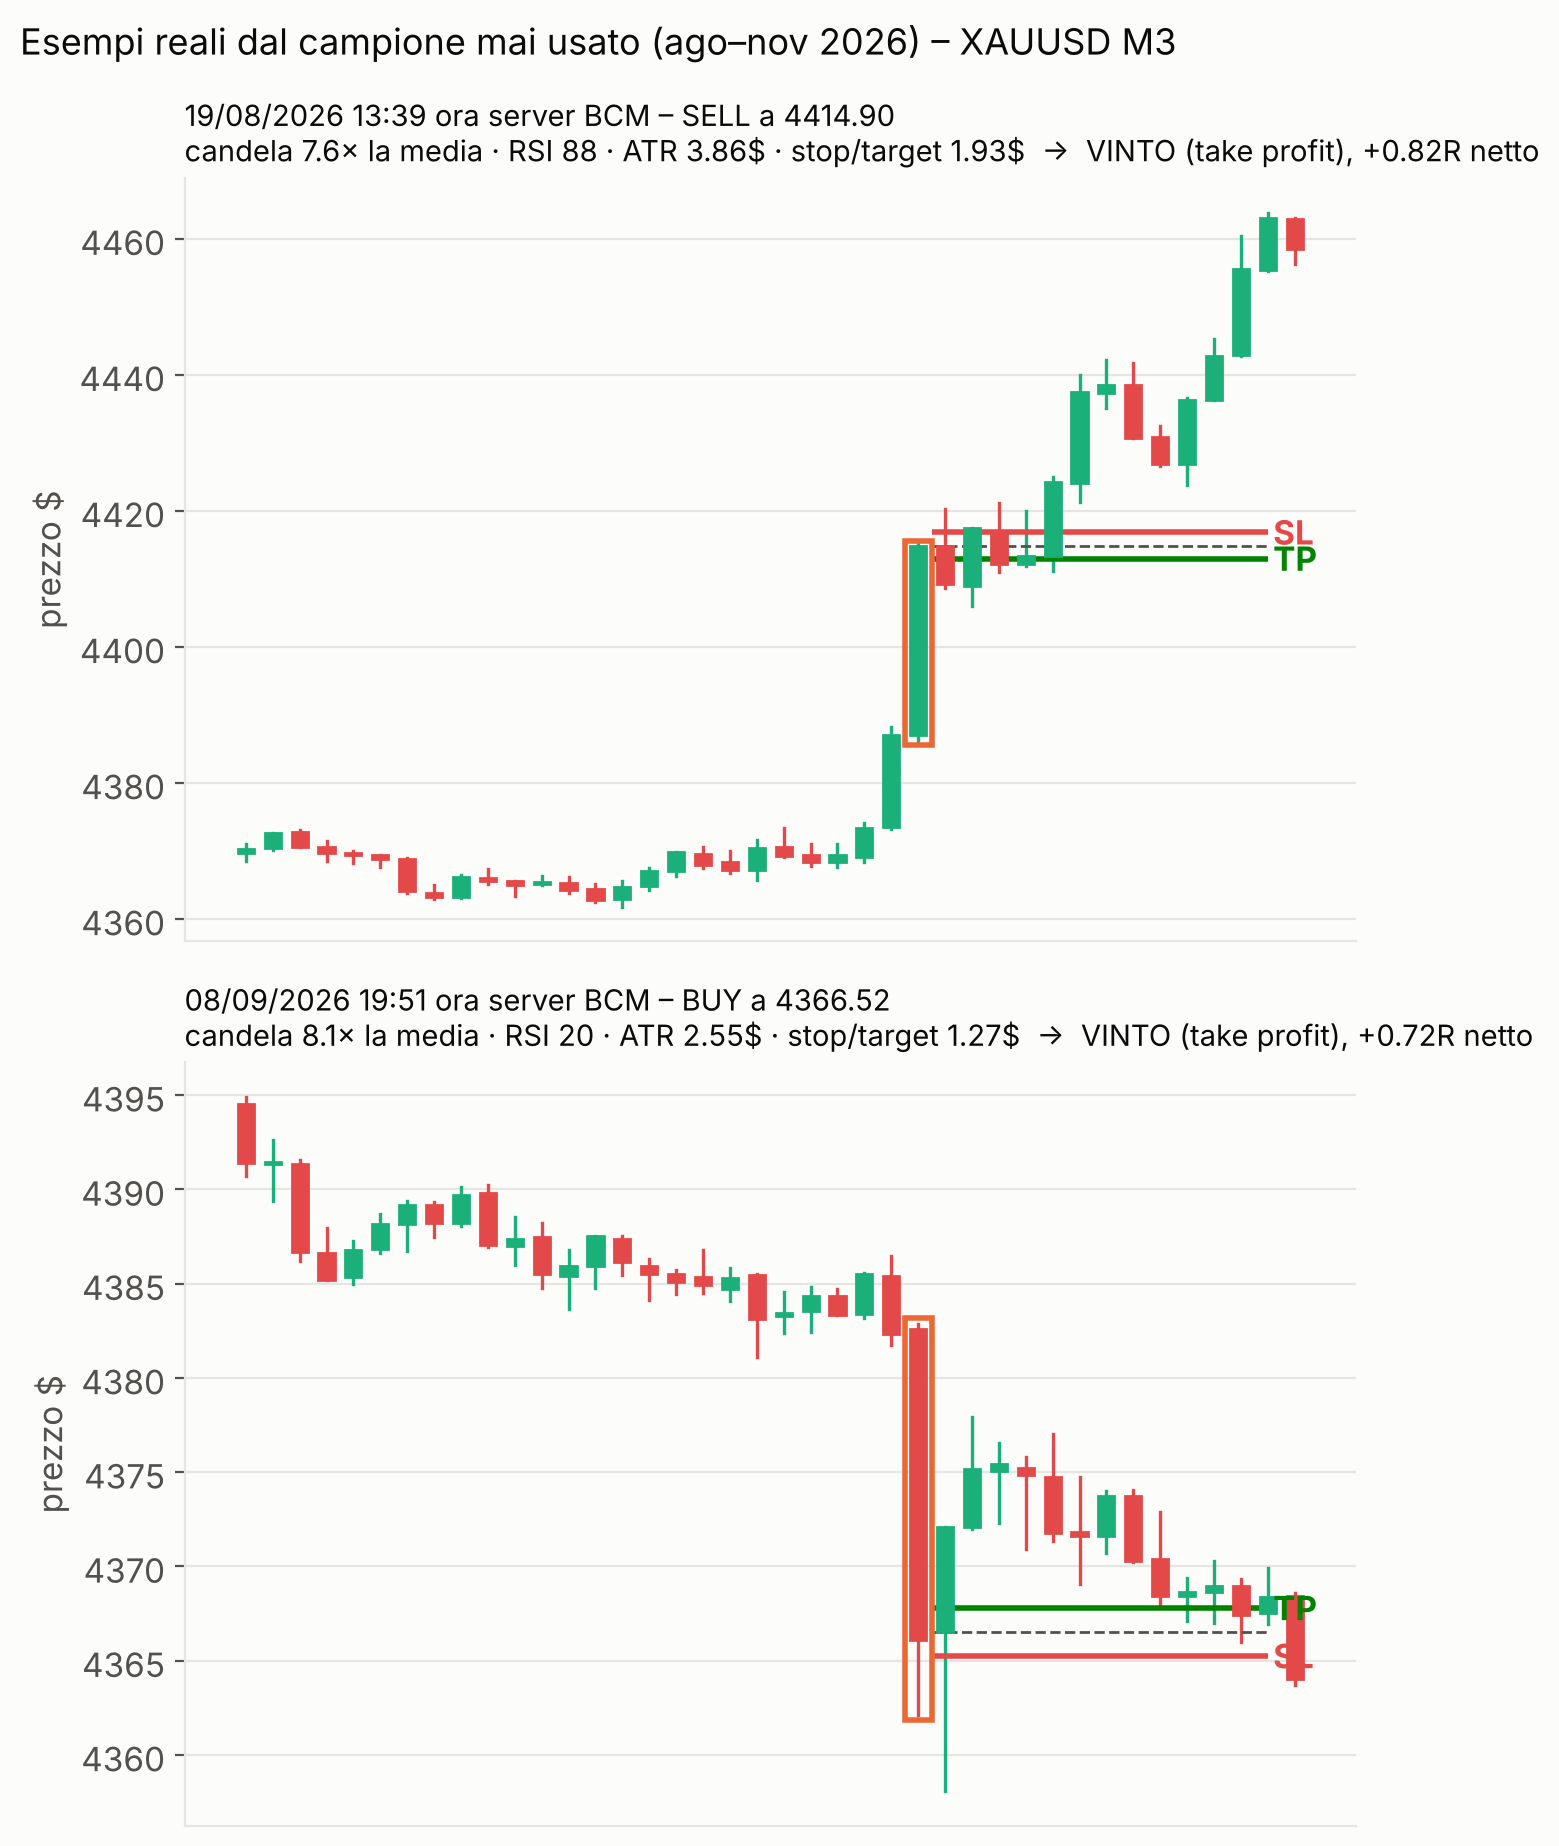 Esempi reali dal campione mai usato (ago–nov 2026) – XAUUSD M3
19/08/2026 13:39 ora server BCM – SELL a 4414.90
candela 7.6× la media · RSI 88 · ATR 3.86$ · stop/target 1.93$ → VINTO (take profit), +0.82R netto
4460
4440
4420
SL
TP
prezzo $
4400
4380
4360
08/09/2026 19:51 ora server BCM – BUY a 4366.52
candela 8.1× la media · RSI 20 · ATR 2.55$ · stop/target 1.27$ → VINTO (take profit), +0.72R netto
4395
4390
4385
4380
prezzo $
4375
4370
TP
4365
SL
4360